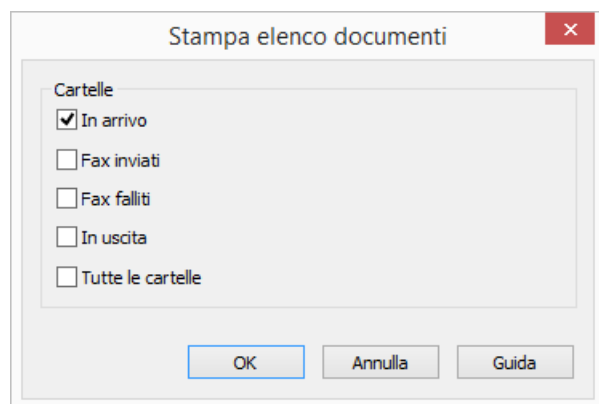 Stampa elenco documenti
Cartelle
In arrivo
Fax inviati
Fax falliti
In uscita
Tutte le cartelle
OK Annulla Guida